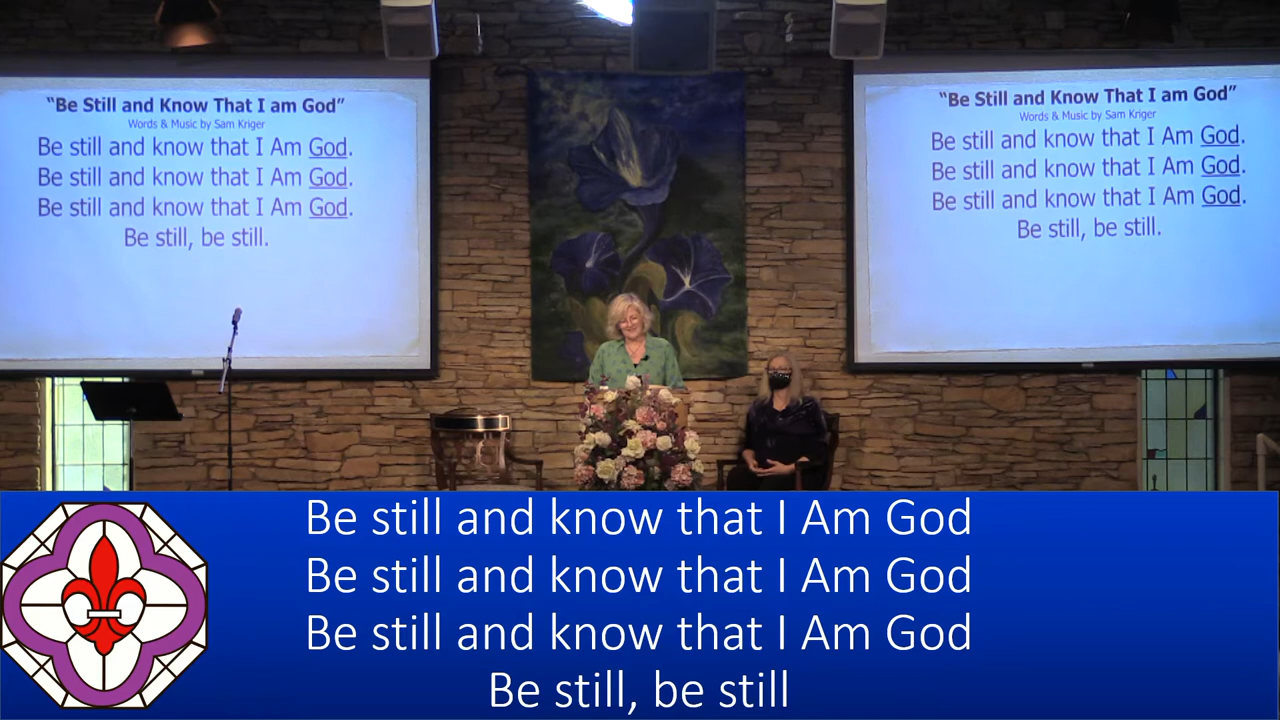 “Be Still and Know That I am God”
Words & Music by Sam Kriger
Be still and know that I Am God.
Be still and know that I Am God.
Be still and know that I Am God.
Be still, be still.
“Be Still and Know That I am God”
Words & Music by Sam Kriger
Be still and know that I Am God.
Be still and know that I Am God.
Be still and know that I Am God.
Be still, be still.
Be still and know that I Am God
Be still and know that I Am God
Be still and know that I Am God
Be still, be still